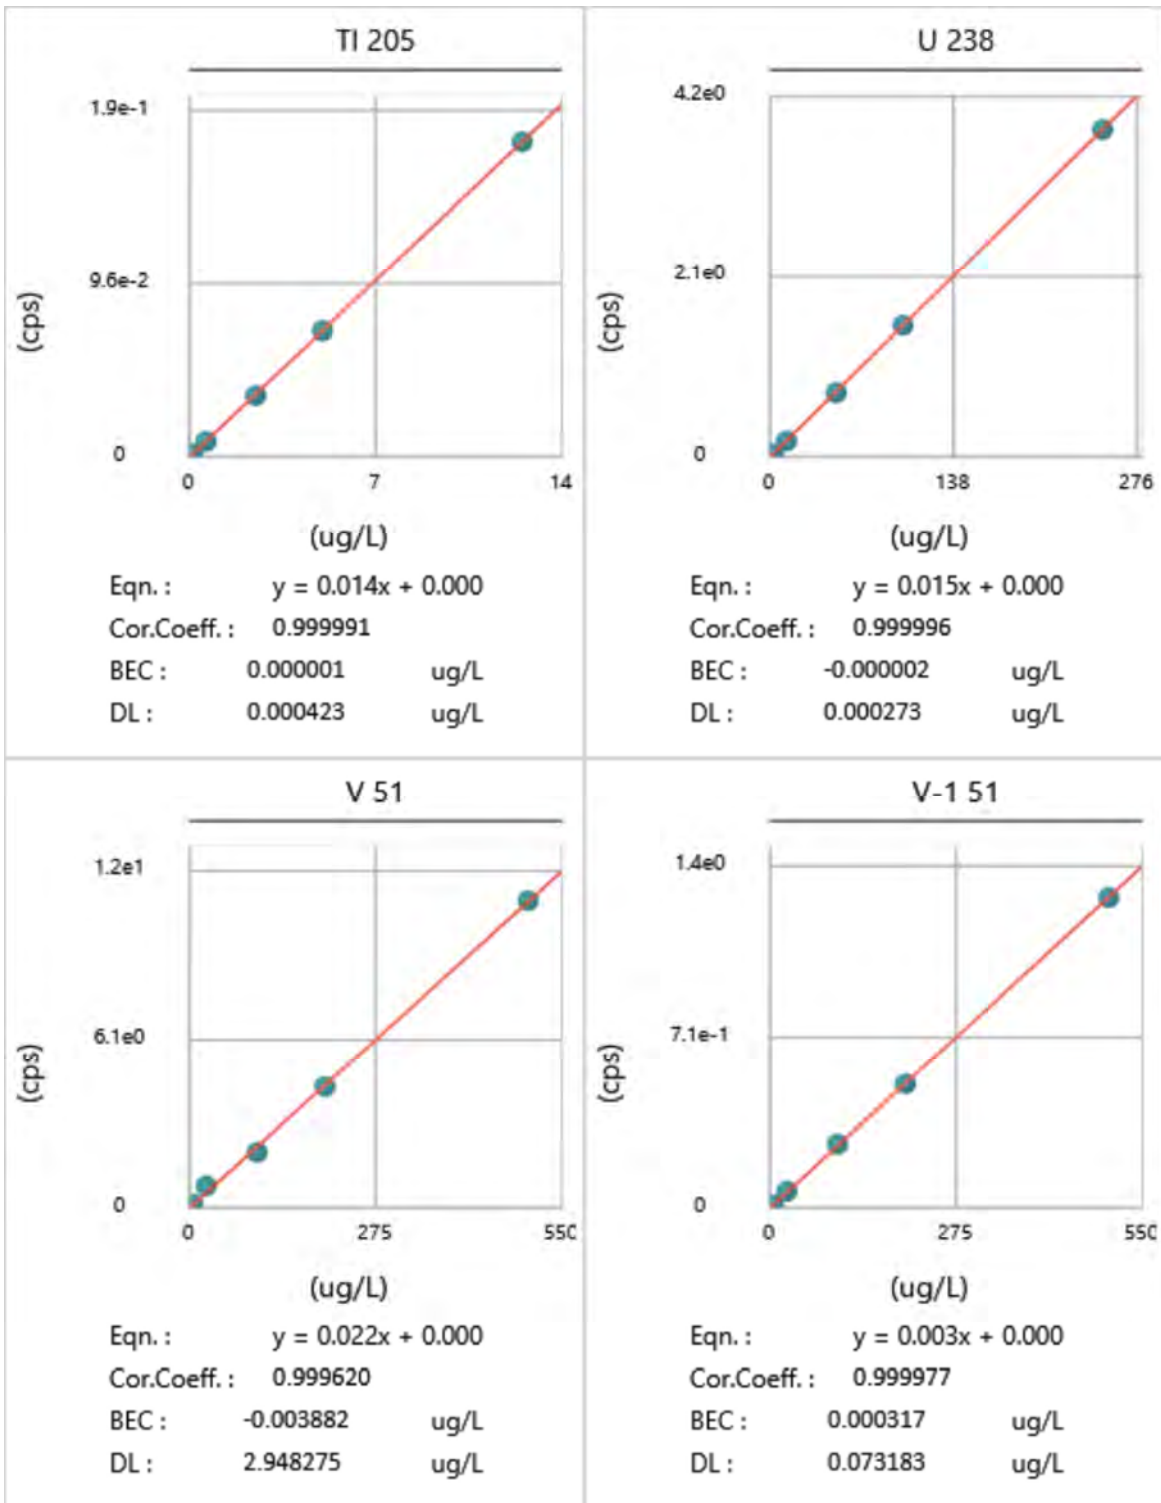 Tl 205
1.9e-1
9.6e-2
0
(cps)
0 7 14
(ug/L)
Eqn. : y = 0.014x + 0.000
Cor.Coeff. : 0.999991
BEC : 0.000001 ug/L
DL : 0.000423 ug/L
U 238
4.2e0
2.1e0
0
(cps)
0 138 276
(ug/L)
Eqn. : y = 0.015x + 0.000
Cor.Coeff. : 0.999996
BEC : -0.000002 ug/L
DL : 0.000273 ug/L
V 51
1.2e1
6.1e0
0
(cps)
0 275 550
(ug/L)
Eqn. : y = 0.022x + 0.000
Cor.Coeff. : 0.999620
BEC : -0.003882 ug/L
DL : 2.948275 ug/L
V-1 51
1.4e0
7.1e-1
0
(cps)
0 275 550
(ug/L)
Eqn. : y = 0.003x + 0.000
Cor.Coeff. : 0.999977
BEC : 0.000317 ug/L
DL : 0.073183 ug/L